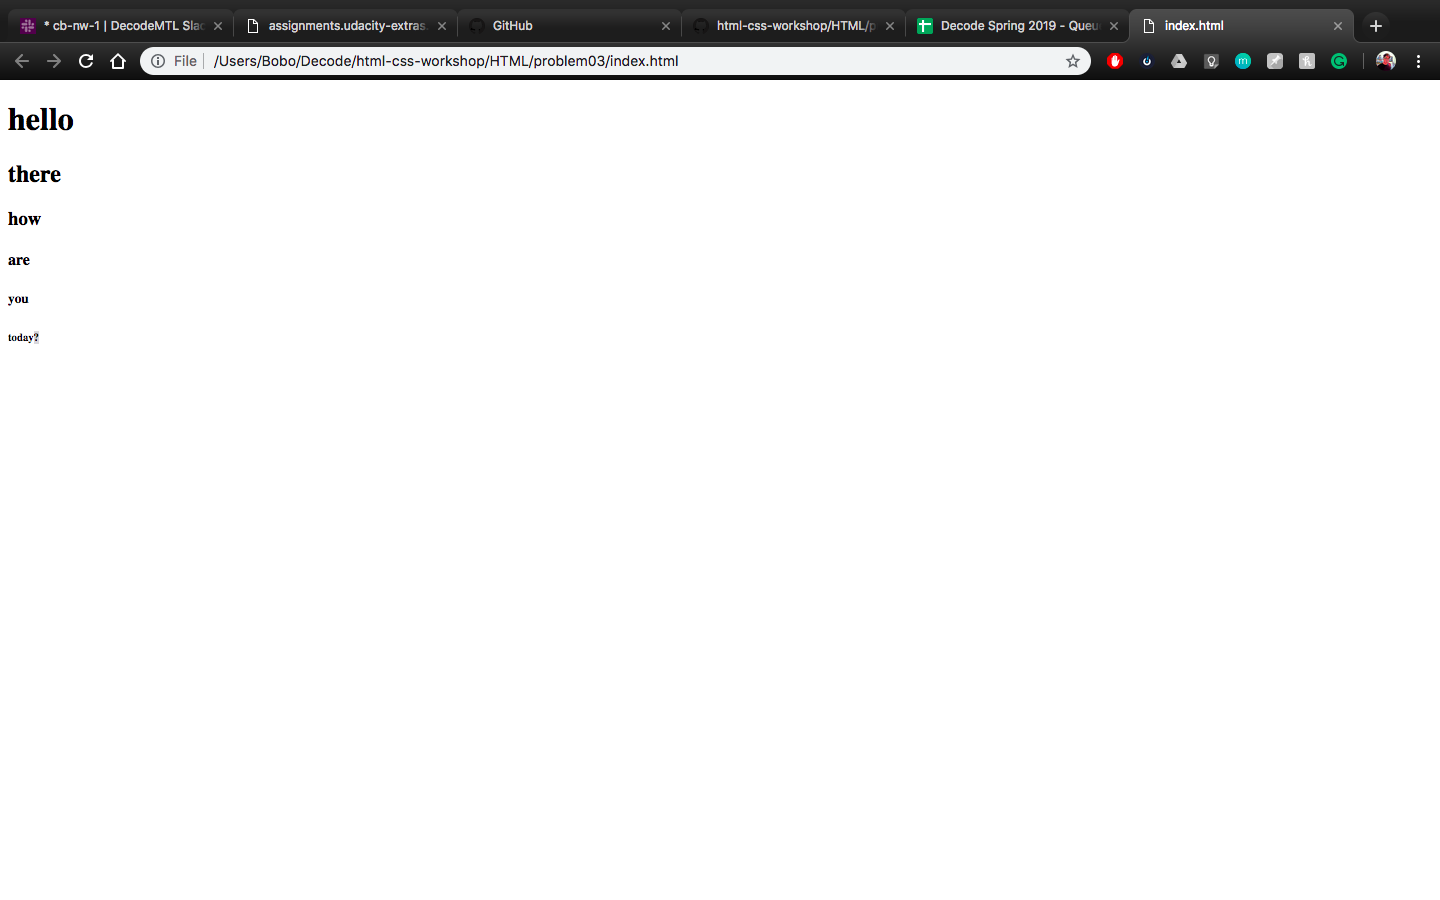 * cb-nw-1 | DecodeMTL Slac
assignments.udacity-extras.
GitHub
html-css-workshop/HTML/p
Decode Spring 2019 - Queue
index.html
File
/Users/Bobo/Decode/html-css-workshop/HTML/problem03/index.html
hello
there
how
are
you
today?